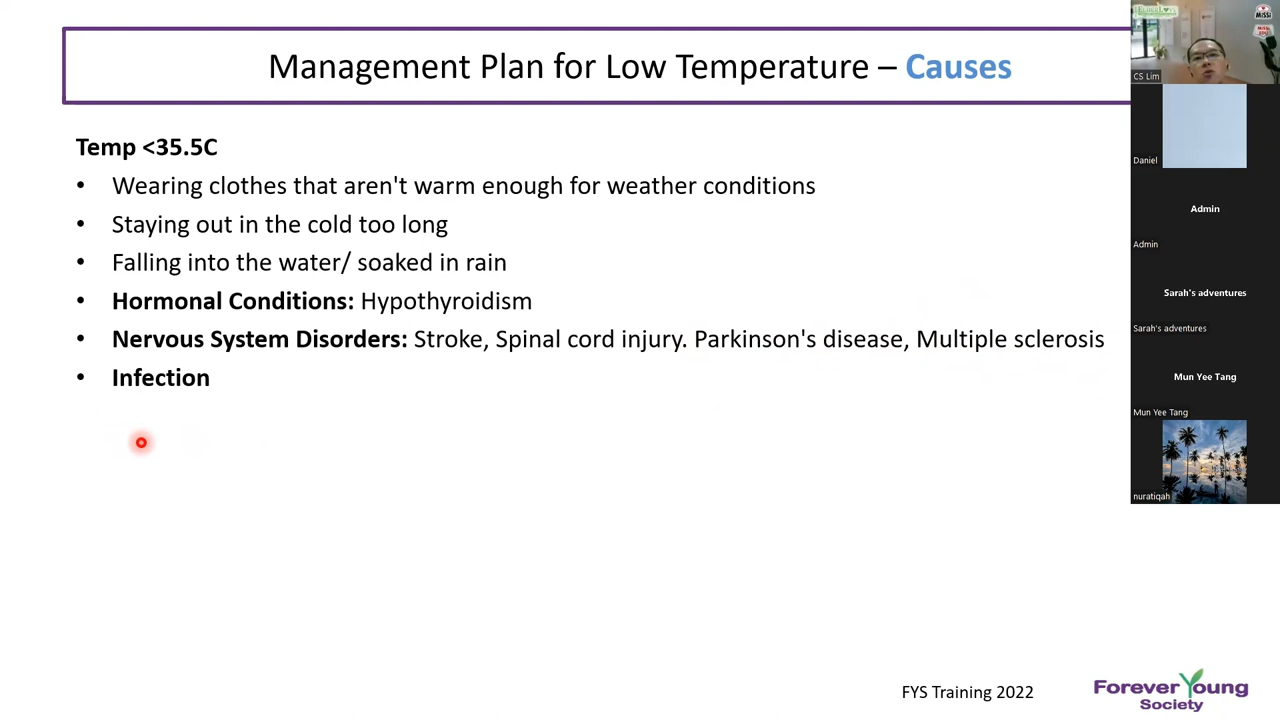 Management Plan for Low Temperature – Causes
Temp <35.5C
• Wearing clothes that aren't warm enough for weather conditions
• Staying out in the cold too long
• Falling into the water/ soaked in rain
• Hormonal Conditions: Hypothyroidism
• Nervous System Disorders: Stroke, Spinal cord injury. Parkinson's disease, Multiple sclerosis
• Infection
FYS Training 2022
ForeverYoung
Society
MISSI
CS Lim
Daniel
Admin
Admin
Sarah's adventures
Sarah's adventures
Mun Yee Tang
Mun Yee Tang
nuratiqah